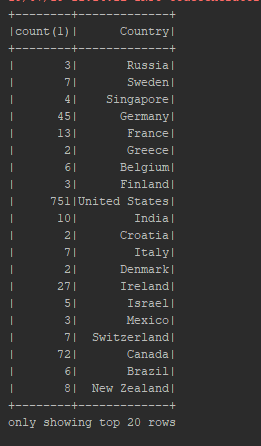 +--------+-------------+
|count(1)|      Country|
+--------+-------------+
|       3|       Russia|
|       7|       Sweden|
|       4|    Singapore|
|      45|      Germany|
|      13|       France|
|       2|       Greece|
|       6|      Belgium|
|       3|      Finland|
|     751|United States|
|      10|        India|
|       2|      Croatia|
|       7|        Italy|
|       2|      Denmark|
|      27|      Ireland|
|       5|       Israel|
|       3|       Mexico|
|       7|  Switzerland|
|      72|       Canada|
|       6|       Brazil|
|       8|  New Zealand|
+--------+-------------+
only showing top 20 rows